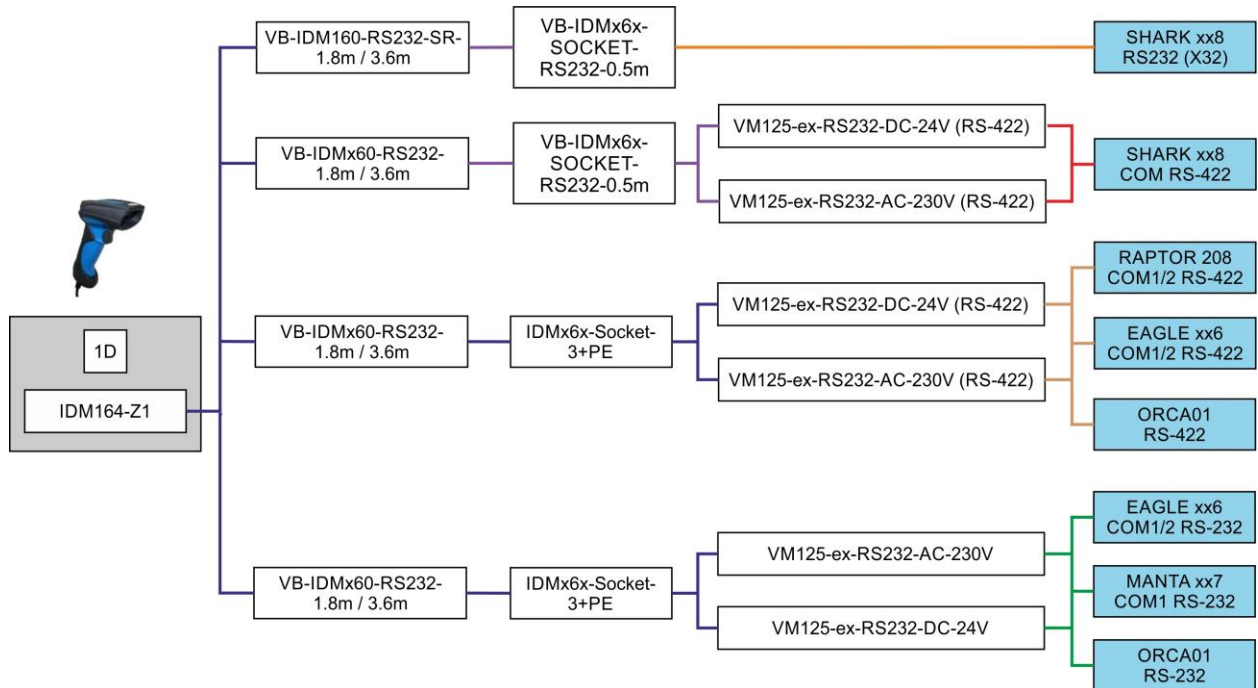 VB-IDM160-RS232-SR-
1.8m / 3.6m
VB-IDMx6x-
SOCKET-
RS232-0.5m
SHARK xx8
RS232 (X32)
VB-IDMx60-RS232-
1.8m / 3.6m
VB-IDMx6x-
SOCKET-
RS232-0.5m
VM125-ex-RS232-DC-24V (RS-422)
VM125-ex-RS232-AC-230V (RS-422)
SHARK xx8
COM RS-422
1D
IDM164-Z1
VB-IDMx60-RS232-
1.8m / 3.6m
IDMx6x-Socket-
3+PE
VM125-ex-RS232-DC-24V (RS-422)
VM125-ex-RS232-AC-230V (RS-422)
RAPTOR 208
COM1/2 RS-422
EAGLE xx6
COM1/2 RS-422
ORCA01
RS-422
VB-IDMx60-RS232-
1.8m / 3.6m
IDMx6x-Socket-
3+PE
VM125-ex-RS232-AC-230V
VM125-ex-RS232-DC-24V
EAGLE xx6
COM1/2 RS-232
MANTA xx7
COM1 RS-232
ORCA01
RS-232